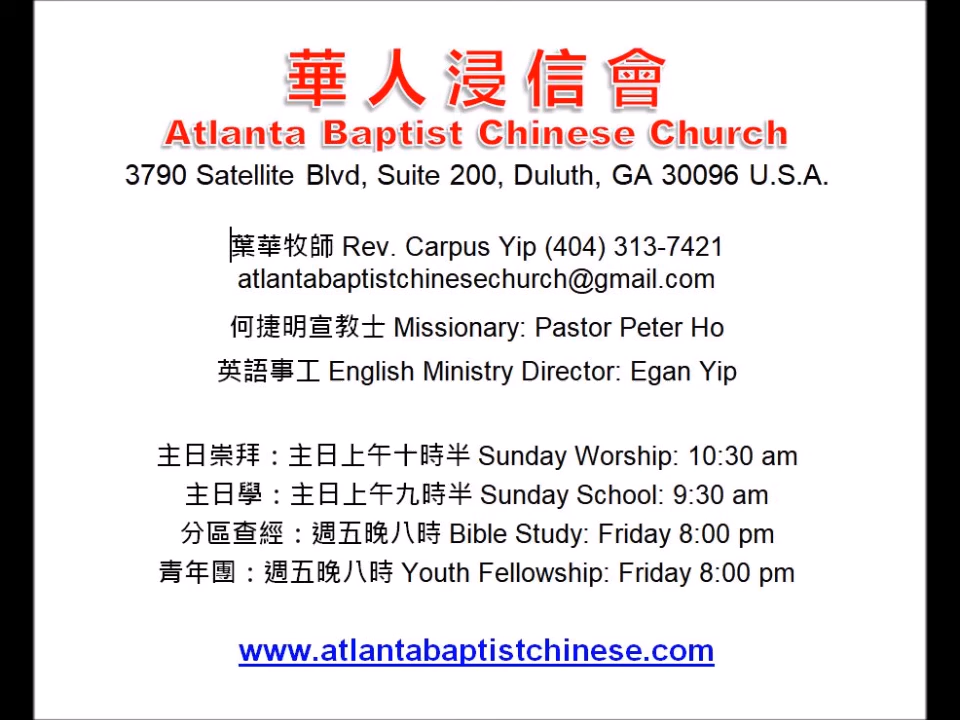 華人浸信會
Atlanta Baptist Chinese Church
3790 Satellite Blvd, Suite 200, Duluth, GA 30096 U.S.A.
葉華牧師 Rev. Carpus Yip (404) 313-7421
atlantabaptistchinesechurch@gmail.com
何捷明宣教士 Missionary: Pastor Peter Ho
英語事工 English Ministry Director: Egan Yip
主日崇拜：主日上午十時半 Sunday Worship: 10:30 am
主日學：主日上午九時半 Sunday School: 9:30 am
分區查經：週五晚八時 Bible Study: Friday 8:00 pm
青年團：週五晚八時 Youth Fellowship: Friday 8:00 pm
www.atlantabaptistchinese.com